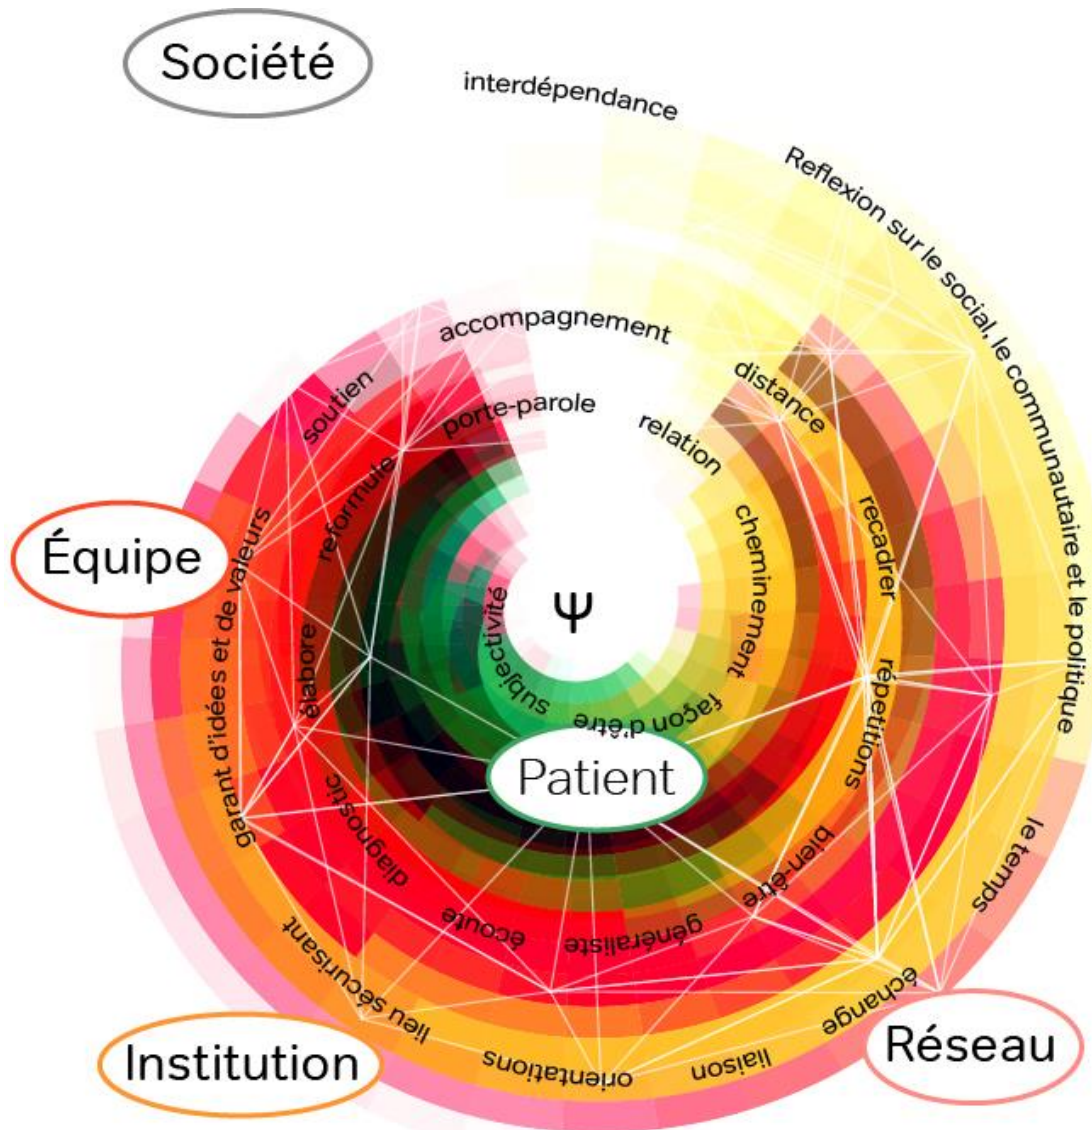 Société
interdépendance
Reflexion sur le social, le communautaire et le politique
accompagnement
soutien
porte-parole
distance
relation
reformule
recadrer
cheminement
Équipe
garant d'idées et de valeurs
élabore
subjectivité
ψ
façon d'être
répétitions
Patient
diagnostic
bien-être
écoute
généraliste
le temps
lieu sécurisant
échange
orientations
liaison
Institution
Réseau